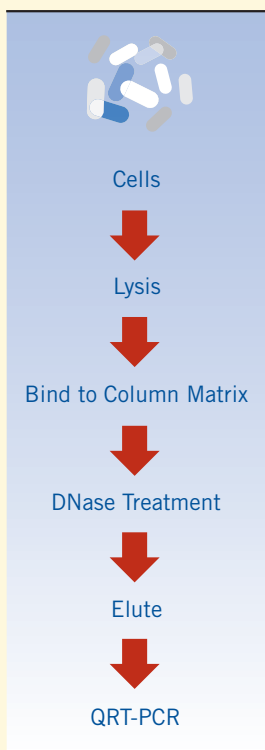 Cells
Lysis
Bind to Column Matrix
DNase Treatment
Elute
QRT-PCR